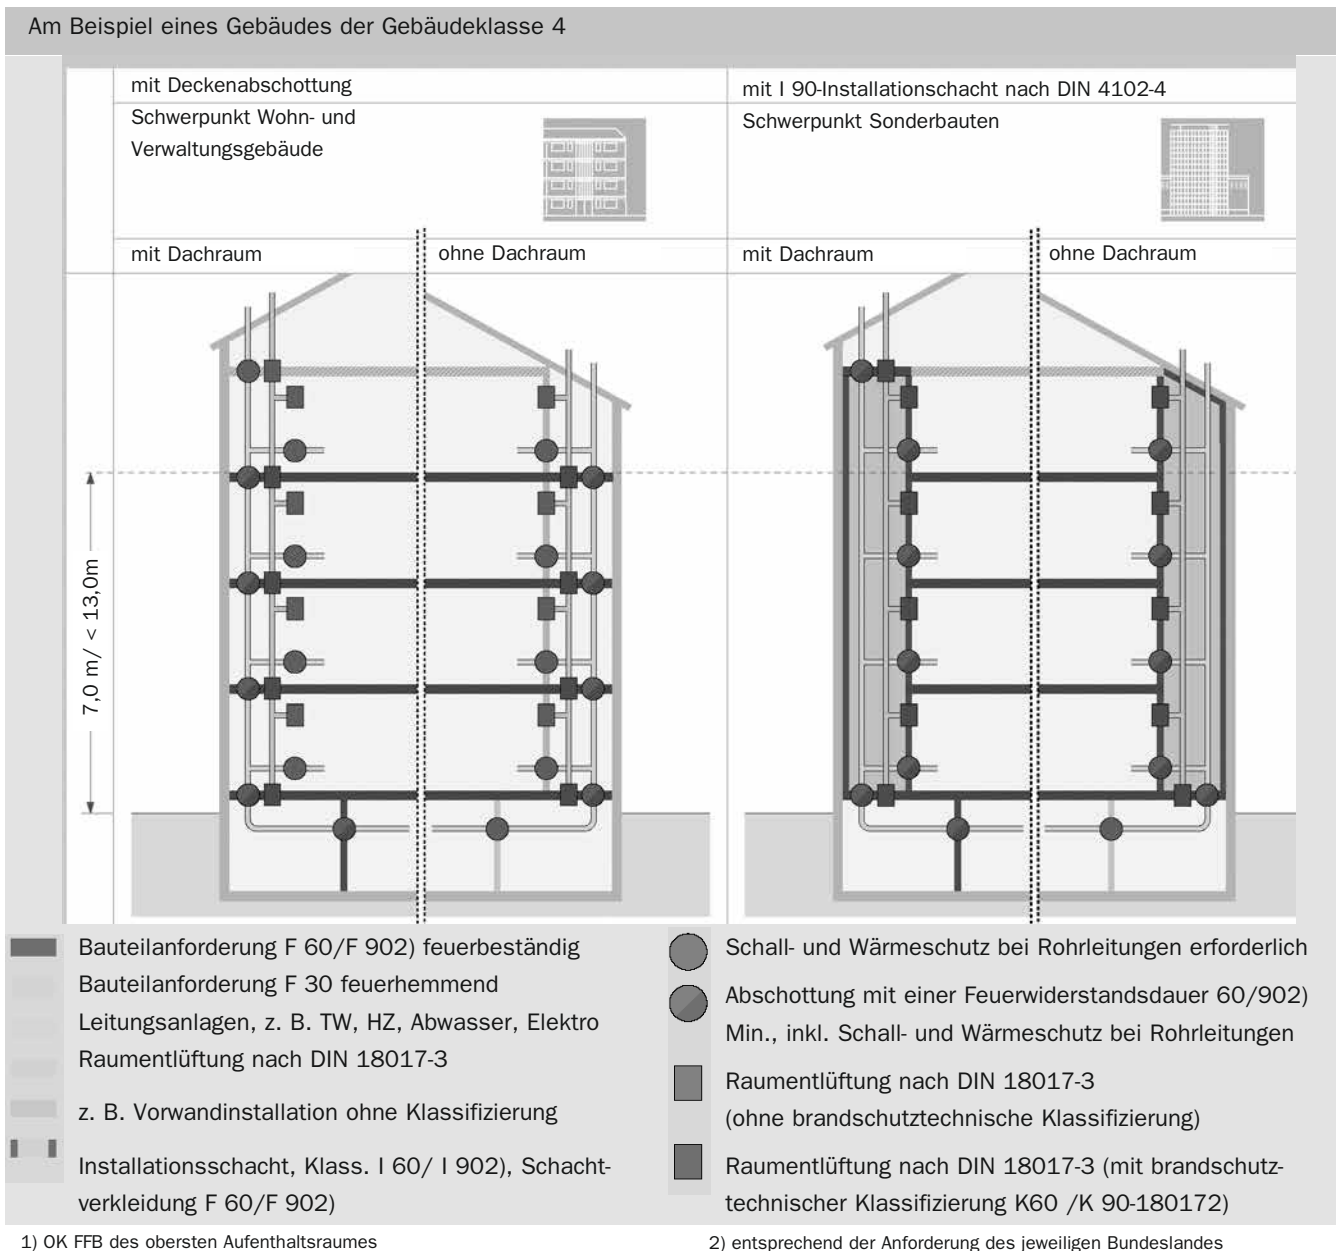 Am Beispiel eines Gebäudes der Gebäudeklasse 4
mit Deckenabschottung
Schwerpunkt Wohn- und
Verwaltungsgebäude
mit I 90-Installationschacht nach DIN 4102-4
Schwerpunkt Sonderbauten
mit Dachraum
ohne Dachraum
mit Dachraum
ohne Dachraum
7,0 m/ < 13,0m
Bauteilanforderung F 60/F 902) feuerbeständig
Bauteilanforderung F 30 feuerhemmend
Leitungsanlagen, z. B. TW, HZ, Abwasser, Elektro
Raumentlüftung nach DIN 18017-3
z. B. Vorwandinstallation ohne Klassifizierung
Installationsschacht, Klass. I 60/ I 902), Schacht-
verkleidung F 60/F 902)
Schall- und Wärmeschutz bei Rohrleitungen erforderlich
Abschottung mit einer Feuerwiderstandsdauer 60/902)
Min., inkl. Schall- und Wärmeschutz bei Rohrleitungen
Raumentlüftung nach DIN 18017-3
(ohne brandschutztechnische Klassifizierung)
Raumentlüftung nach DIN 18017-3 (mit brandschutz-
technischer Klassifizierung K60 /K 90-180172)
1) OK FFB des obersten Aufenthaltsraumes
2) entsprechend der Anforderung des jeweiligen Bundeslandes